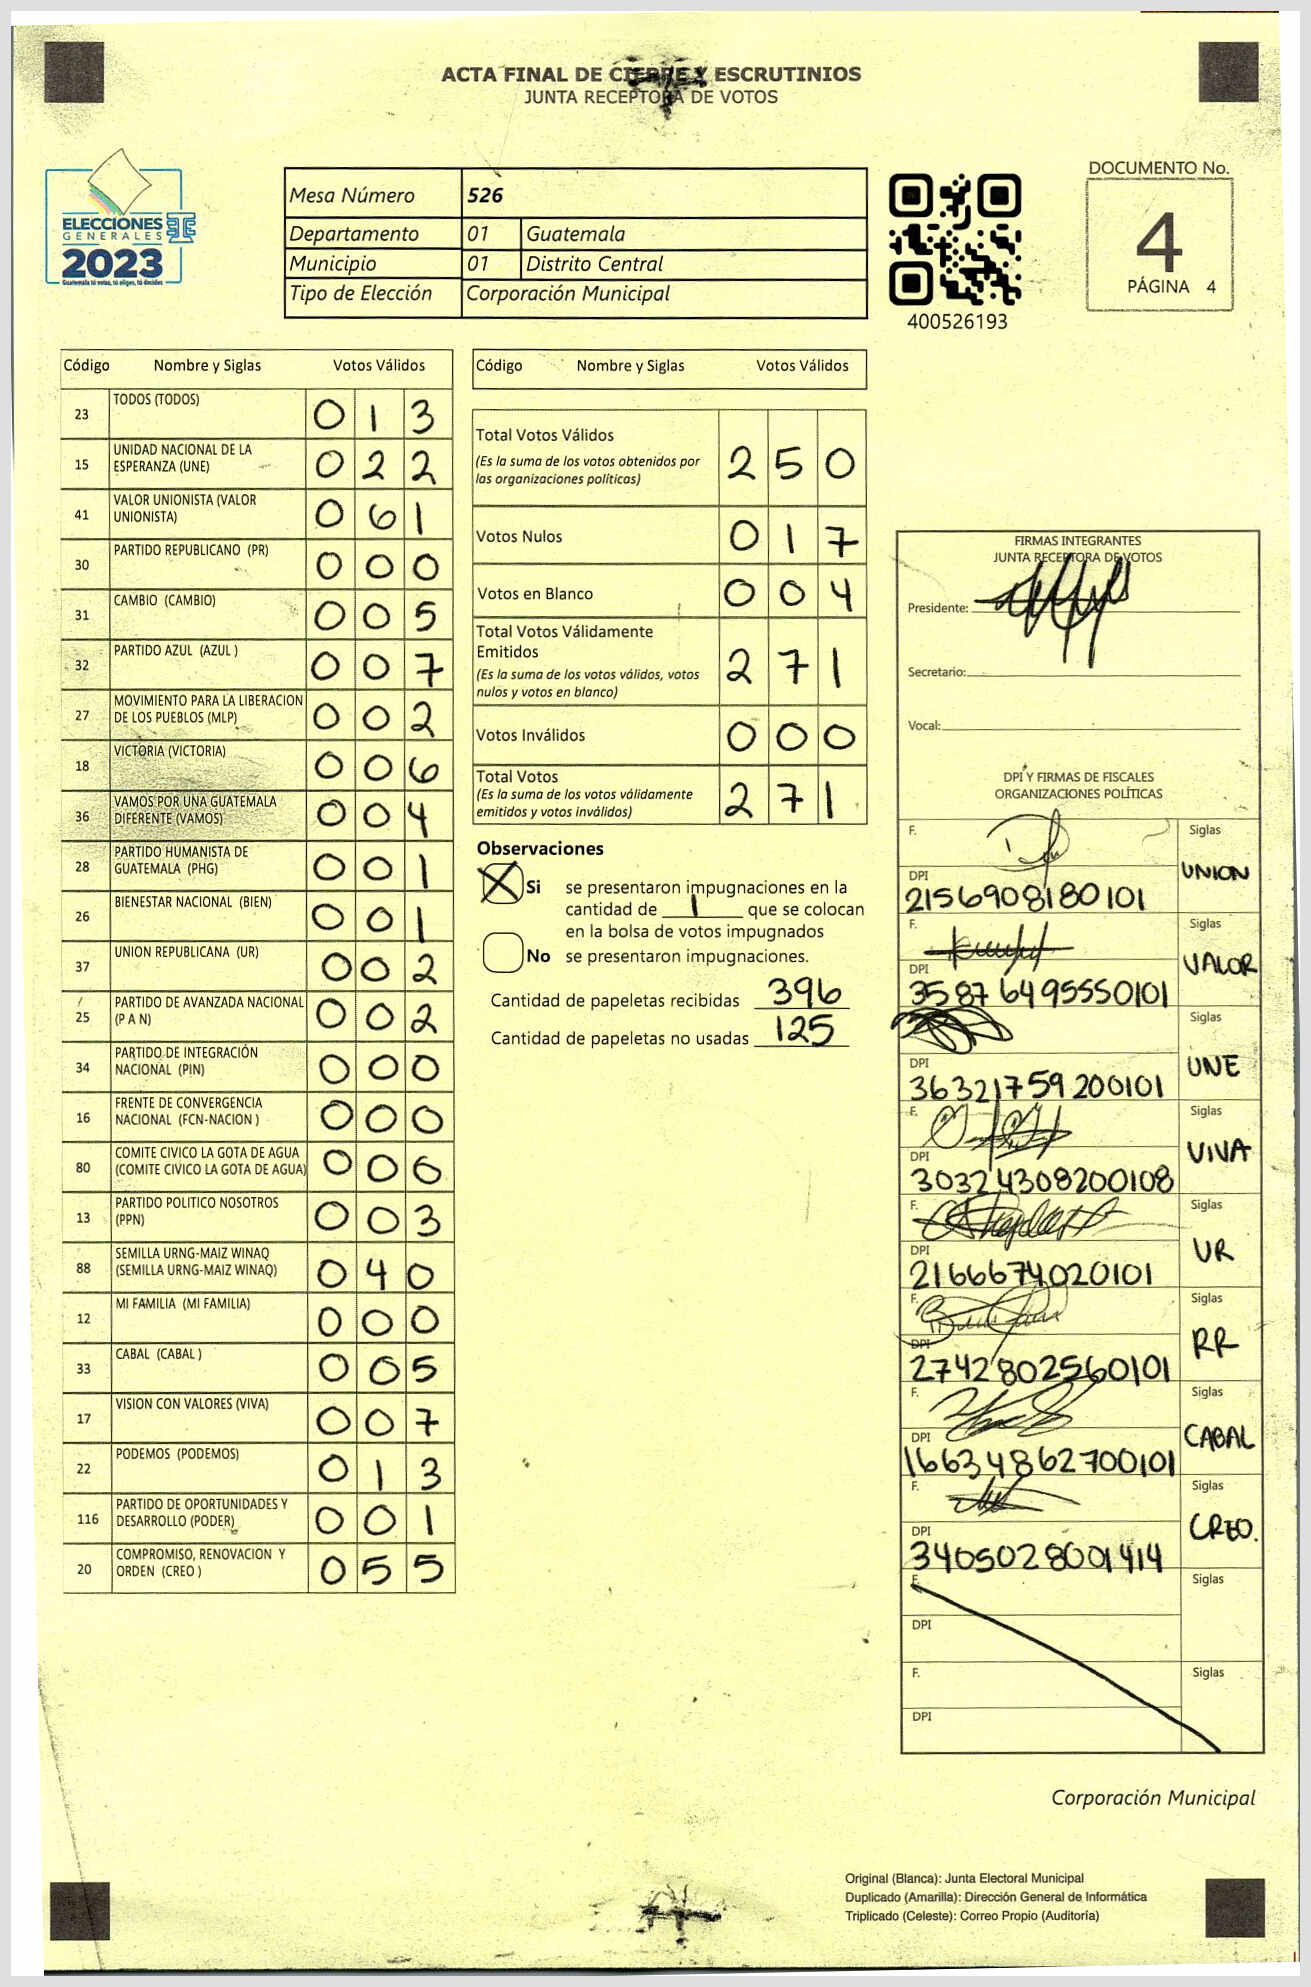 ACTA FINAL DE CIERRE Y ESCRUTINIOS
JUNTA RECEPTORA DE VOTOS
ELECCIONES
GENERALES
2023
Guatemala tú votas, tú eliges, tú decides
Mesa Número 526
Departamento 01 Guatemala
Municipio 01 Distrito Central
Tipo de Elección Corporación Municipal
400526193
DOCUMENTO No.
4
PÁGINA 4
Código Nombre y Siglas Votos Válidos
23 TODOS (TODOS) 0 1 3
15 UNIDAD NACIONAL DE LA ESPERANZA (UNE) 0 2 2
41 VALOR UNIONISTA (VALOR UNIONISTA) 0 6 1
30 PARTIDO REPUBLICANO (PR) 0 0 0
31 CAMBIO (CAMBIO) 0 0 5
32 PARTIDO AZUL (AZUL ) 0 0 7
27 MOVIMIENTO PARA LA LIBERACION DE LOS PUEBLOS (MLP) 0 0 2
18 VICTORIA (VICTORIA) 0 0 6
36 VAMOS POR UNA GUATEMALA DIFERENTE (VAMOS) 0 0 4
28 PARTIDO HUMANISTA DE GUATEMALA (PHG) 0 0 1
26 BIENESTAR NACIONAL (BIEN) 0 0 1
37 UNION REPUBLICANA (UR) 0 0 2
25 PARTIDO DE AVANZADA NACIONAL (P A N) 0 0 2
34 PARTIDO DE INTEGRACIÓN NACIONAL (PIN) 0 0 0
16 FRENTE DE CONVERGENCIA NACIONAL (FCN-NACION ) 0 0 0
80 COMITE CIVICO LA GOTA DE AGUA (COMITE CIVICO LA GOTA DE AGUA) 0 0 6
13 PARTIDO POLITICO NOSOTROS (PPN) 0 0 3
88 SEMILLA URNG-MAIZ WINAQ (SEMILLA URNG-MAIZ WINAQ) 0 4 0
12 MI FAMILIA (MI FAMILIA) 0 0 0
33 CABAL (CABAL ) 0 0 5
17 VISION CON VALORES (VIVA) 0 0 7
22 PODEMOS (PODEMOS) 0 1 3
116 PARTIDO DE OPORTUNIDADES Y DESARROLLO (PODER) 0 0 1
20 COMPROMISO, RENOVACION Y ORDEN (CREO ) 0 5 5
Código Nombre y Siglas Votos Válidos
Total Votos Válidos 2 5 0
(Es la suma de los votos obtenidos por
las organizaciones políticas)
Votos Nulos 0 1 7
Votos en Blanco 0 0 4
Total Votos Válidamente
Emitidos 2 7 1
(Es la suma de los votos válidos, votos
nulos y votos en blanco)
Votos Inválidos 0 0 0
Total Votos 2 7 1
(Es la suma de los votos válidamente
emitidos y votos inválidos)
Observaciones
X Si se presentaron impugnaciones en la
cantidad de 1 que se colocan
en la bolsa de votos impugnados
No se presentaron impugnaciones.
Cantidad de papeletas recibidas 396
Cantidad de papeletas no usadas 125
FIRMAS INTEGRANTES
JUNTA RECEPTORA DE VOTOS
Presidente:
Secretario:
Vocal:
DPI Y FIRMAS DE FISCALES
ORGANIZACIONES POLÍTICAS
F. Siglas
UNION
DPI
2156908180101
F. Siglas
VALOR
DPI
35876495550101
Siglas
UNE
DPI
36321759200101
F. Siglas
VIVA
DPI
303243082000108
F. Siglas
UR
DPI
2166674020101
F. Siglas
RR
DPI
2742802560101
F. Siglas
CABAL
DPI
16634862700101
F. Siglas
CREO.
DPI
3405028001414
F. Siglas
DPI
F. Siglas
DPI
Corporación Municipal
Original (Blanca): Junta Electoral Municipal
Duplicado (Amarilla): Dirección General de Informática
Triplicado (Celeste): Correo Propio (Auditoría)